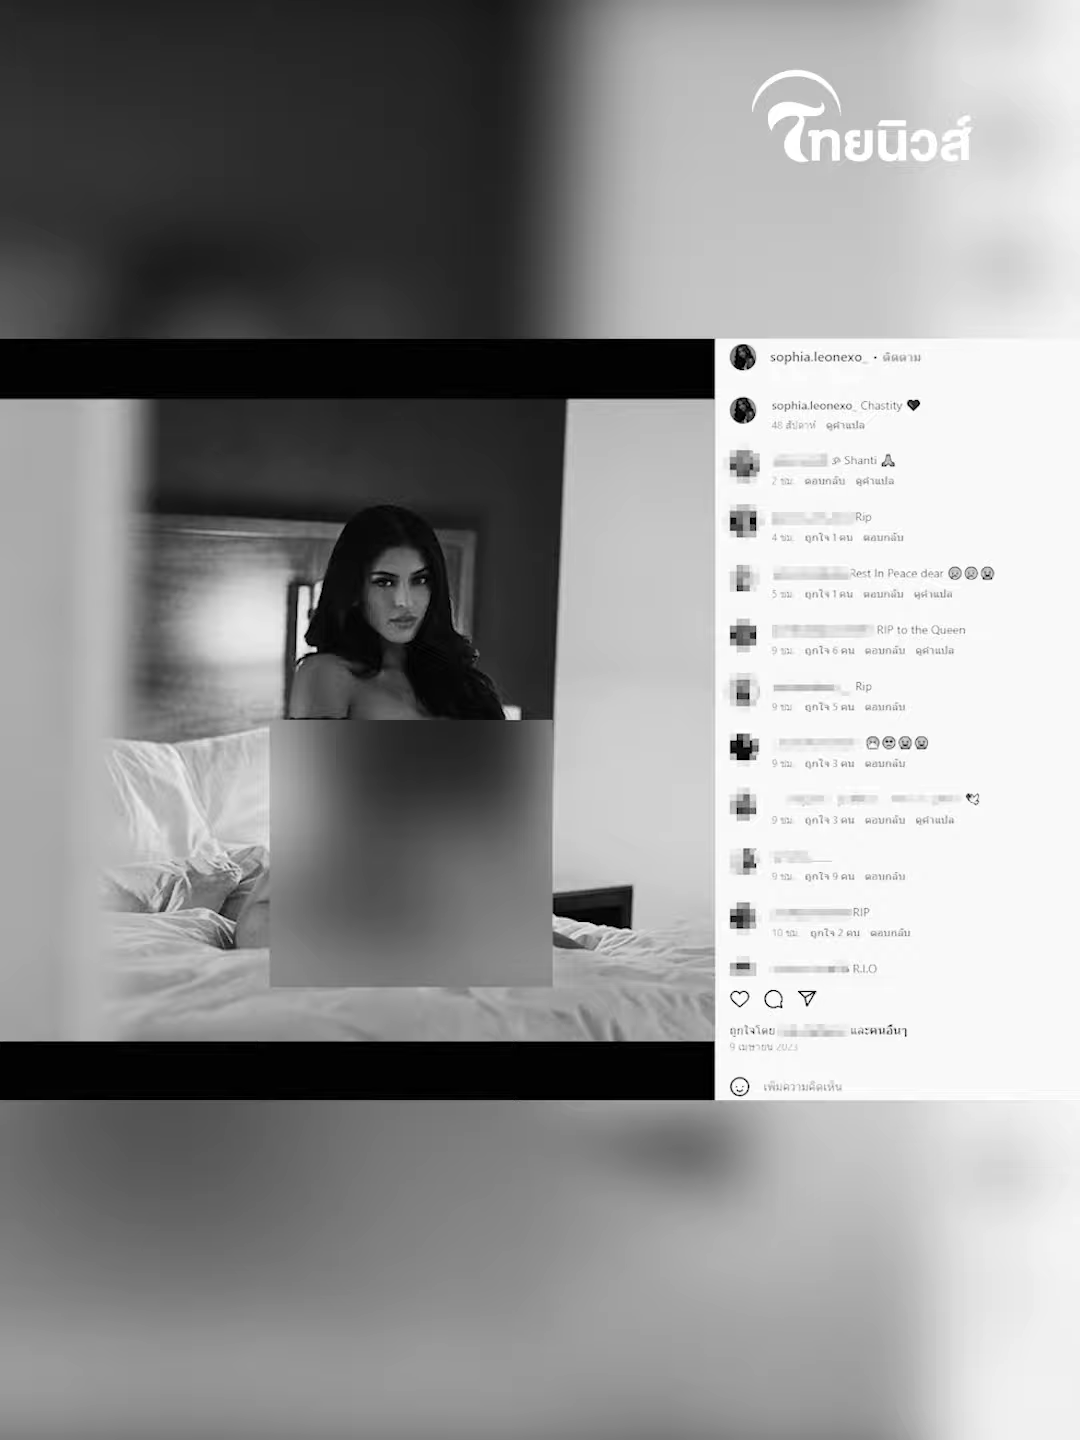 ไทยนิวส์
sophia.leonexo_ • ติดตาม
sophia.leonexo_ Chastity 🖤
48 สัปดาห์ ดูคำแปล
ॐ Shanti 🙏
2 ชม. ตอบกลับ ดูคำแปล
Rip
4 ชม. ถูกใจ 1 คน ตอบกลับ
Rest In Peace dear
5 ชม. ถูกใจ 1 คน ตอบกลับ ดูคำแปล
RIP to the Queen
9 ชม. ถูกใจ 6 คน ตอบกลับ ดูคำแปล
Rip
9 ชม. ถูกใจ 5 คน ตอบกลับ
9 ชม. ถูกใจ 3 คน ตอบกลับ
9 ชม. ถูกใจ 3 คน ตอบกลับ ดูคำแปล
9 ชม. ถูกใจ 9 คน ตอบกลับ
RIP
10 ชม. ถูกใจ 2 คน ตอบกลับ
R.I.O
ถูกใจโดย และคนอื่นๆ
9 เมษายน 2023
เพิ่มความคิดเห็น